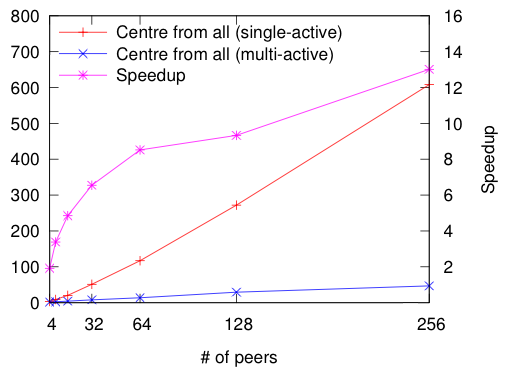 800
700
600
500
400
300
200
100
0
Centre from all (single-active)
Centre from all (multi-active)
Speedup
16
14
12
10
8
6
4
2
Speedup
4 32 64 128 256
# of peers